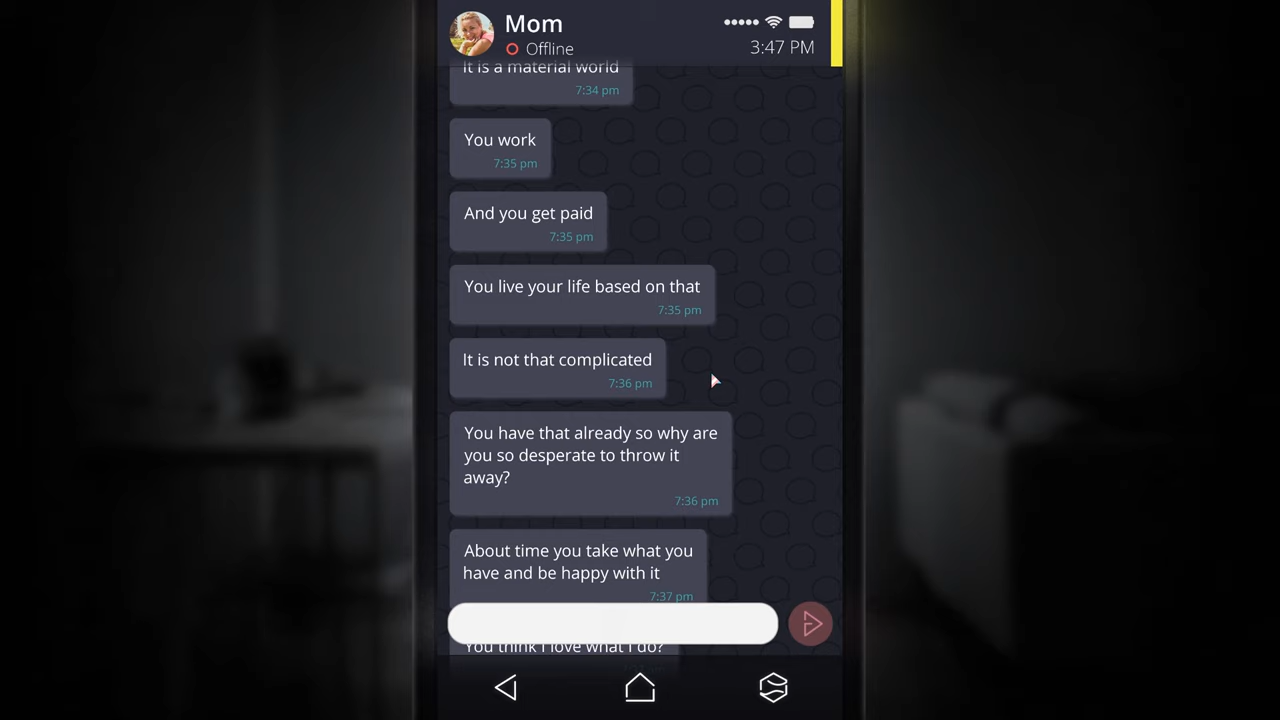 Mom
Offline
3:47 PM
It is a material world
7:34 pm
You work
7:35 pm
And you get paid
7:35 pm
You live your life based on that
7:35 pm
It is not that complicated
7:36 pm
You have that already so why are
you so desperate to throw it
away?
7:36 pm
About time you take what you
have and be happy with it
7:37 pm
You think I love what I do?